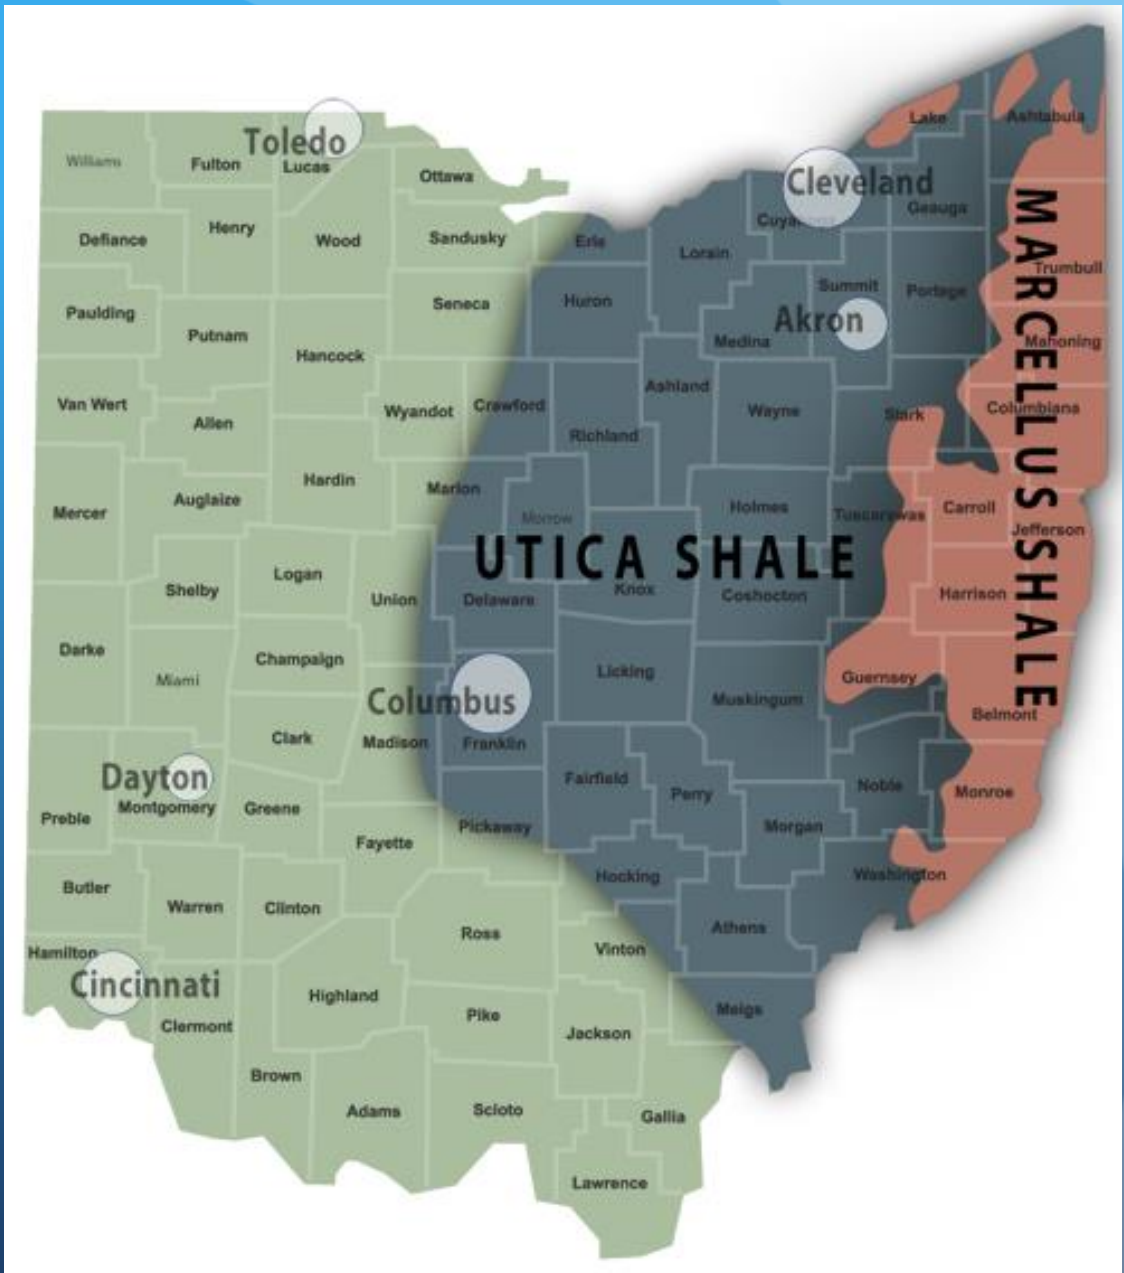 Lake
Ashtabula
Toledo
Williams
Fulton
Lucas
Ottawa
Cleveland
Geauga
Defiance
Henry
Wood
Sandusky
Erie
Lorain
MARCELLUS SHALE
Trumbull
Paulding
Putnam
Seneca
Huron
Summit
Portage
Akron
Medina
Mahoning
Hancock
Van Wert
Allen
Wyandot
Crawford
Ashland
Richland
Wayne
Stark
Columbiana
Mercer
Auglaize
Hardin
Marion
Morrow
Holmes
Tuscarawas
Carroll
Jefferson
UTICA SHALE
Shelby
Logan
Union
Delaware
Knox
Coshocton
Harrison
Darke
Miami
Champaign
Licking
Guernsey
Columbus
Muskingum
Belmont
Clark
Madison
Franklin
Dayton
Montgomery
Greene
Fairfield
Perry
Noble
Monroe
Preble
Fayette
Pickaway
Morgan
Butler
Warren
Clinton
Hocking
Washington
Ross
Vinton
Athens
Hamilton
Cincinnati
Highland
Pike
Jackson
Meigs
Clermont
Brown
Adams
Scioto
Gallia
Lawrence